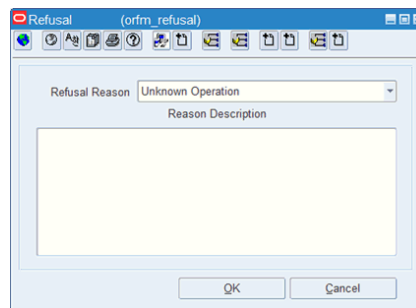 Refusal (orfm_refusal)
Refusal Reason Unknown Operation
Reason Description
OK Cancel